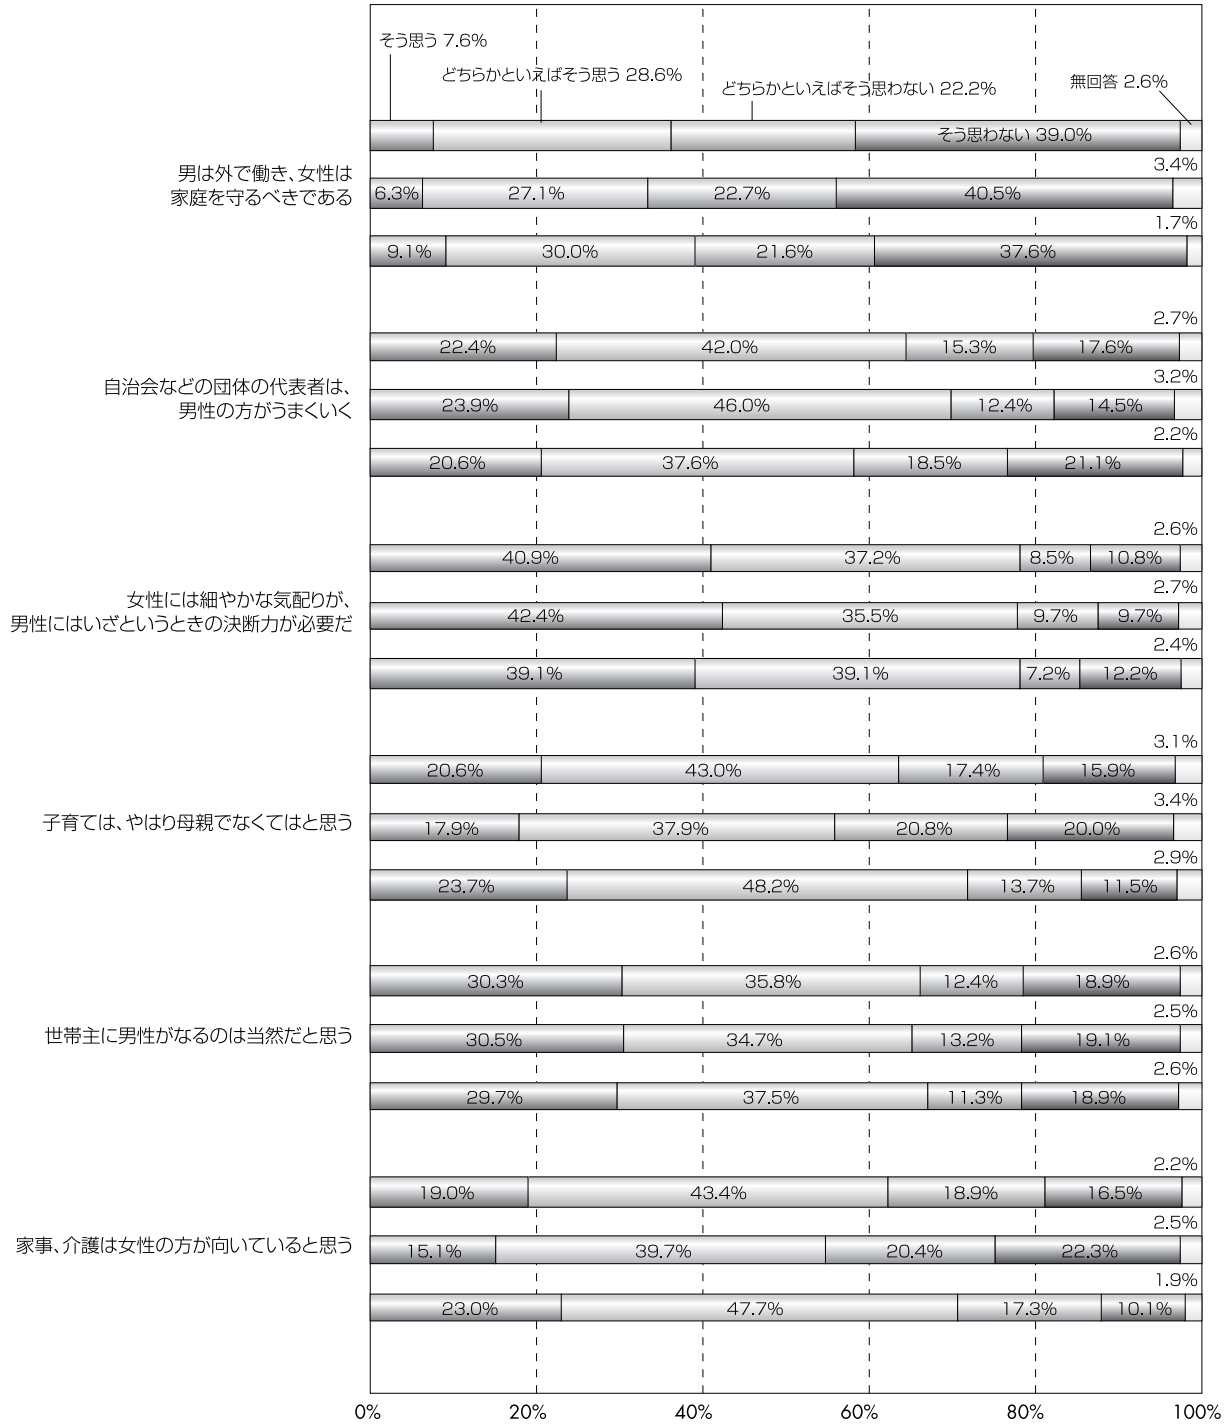 そう思う 7.6%
どちらかといえばそう思う 28.6%
どちらかといえばそう思わない 22.2%
無回答 2.6%
そう思わない 39.0%
男は外で働き、女性は
家庭を守るべきである
3.4%
6.3% 27.1% 22.7% 40.5%
1.7%
9.1% 30.0% 21.6% 37.6%
2.7%
22.4% 42.0% 15.3% 17.6%
自治会などの団体の代表者は、
男性の方がうまくいく
3.2%
23.9% 46.0% 12.4% 14.5%
2.2%
20.6% 37.6% 18.5% 21.1%
2.6%
40.9% 37.2% 8.5% 10.8%
女性には細やかな気配りが、
男性にはいざというときの決断力が必要だ
2.7%
42.4% 35.5% 9.7% 9.7%
2.4%
39.1% 39.1% 7.2% 12.2%
3.1%
20.6% 43.0% 17.4% 15.9%
子育ては、やはり母親でなくてはと思う
3.4%
17.9% 37.9% 20.8% 20.0%
2.9%
23.7% 48.2% 13.7% 11.5%
2.6%
30.3% 35.8% 12.4% 18.9%
世帯主に男性がなるのは当然だと思う
2.5%
30.5% 34.7% 13.2% 19.1%
2.6%
29.7% 37.5% 11.3% 18.9%
2.2%
19.0% 43.4% 18.9% 16.5%
家事、介護は女性の方が向いていると思う
2.5%
15.1% 39.7% 20.4% 22.3%
1.9%
23.0% 47.7% 17.3% 10.1%
0% 20% 40% 60% 80% 100%